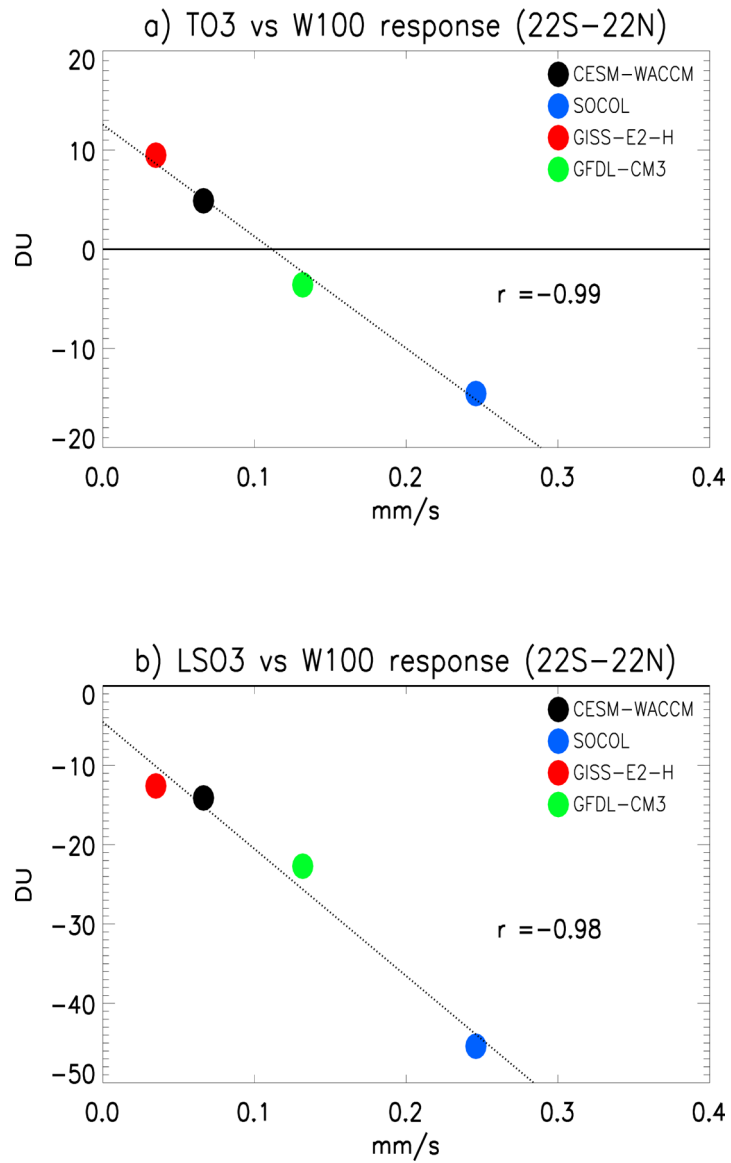 a) TO3 vs W100 response (22S-22N)
20
10
0
-10
-20
DU
CESM-WACCM
SOCOL
GISS-E2-H
GFDL-CM3
r =-0.99
0.0 0.1 0.2 0.3 0.4
mm/s
b) LSO3 vs W100 response (22S-22N)
0
-10
-20
-30
-40
-50
DU
CESM-WACCM
SOCOL
GISS-E2-H
GFDL-CM3
r =-0.98
0.0 0.1 0.2 0.3 0.4
mm/s